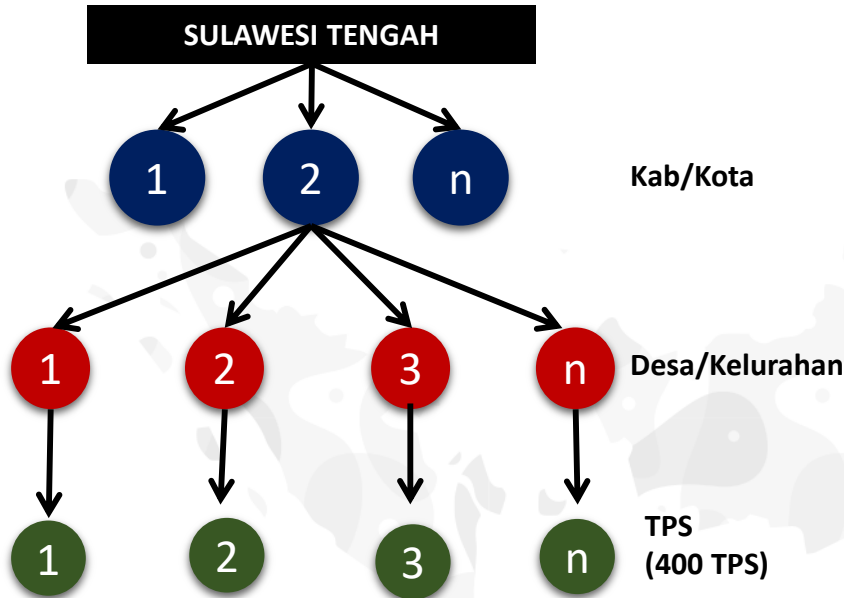 SULAWESI TENGAH
1 2 n Kab/Kota
1 2 3 n Desa/Kelurahan
1 2 3 n TPS
(400 TPS)